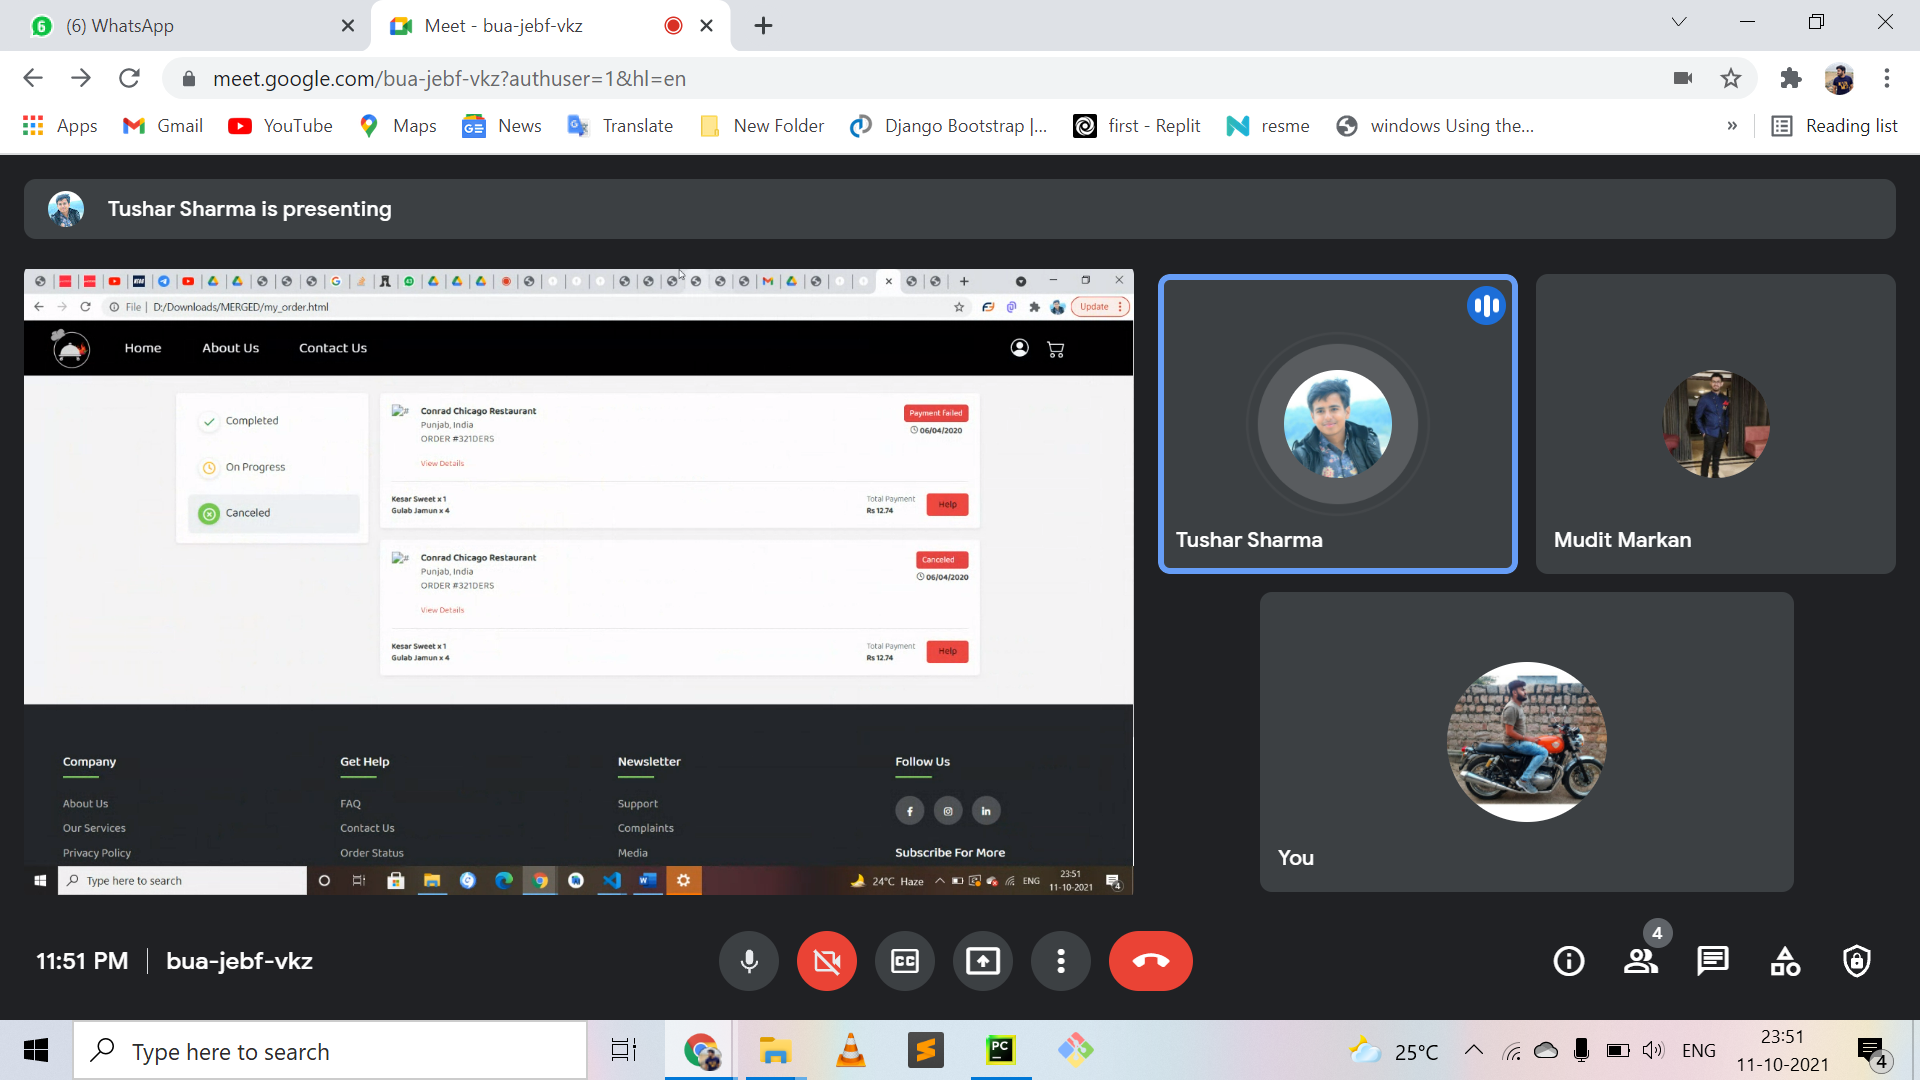 (6) WhatsApp
Meet - bua-jebf-vkz
meet.google.com/bua-jebf-vkz?authuser=1&hl=en
Apps
Gmail
YouTube
Maps
News
Translate
New Folder
Django Bootstrap |...
first - Replit
resme
windows Using the...
»
Reading list
Tushar Sharma is presenting
File | D:/Downloads/MERGED/my_order.html
Update
Home
About Us
Contact Us
Completed
On Progress
Canceled
Conrad Chicago Restaurant
Punjab, India
ORDER #321DERS
View Details
Payment Failed
06/04/2020
Kesar Sweet x 1
Gulab Jamun x 4
Total Payment
Rs 12.74
Help
Conrad Chicago Restaurant
Punjab, India
ORDER #321DERS
View Details
Canceled
06/04/2020
Kesar Sweet x 1
Gulab Jamun x 4
Total Payment
Rs 12.74
Help
Company
About Us
Our Services
Privacy Policy
Get Help
FAQ
Contact Us
Order Status
Newsletter
Support
Complaints
Media
Follow Us
Subscribe For More
Type here to search
24°C Haze
ENG
23:51
11-10-2021
4
Tushar Sharma
Mudit Markan
You
11:51 PM | bua-jebf-vkz
CC
4
Type here to search
PC
25°C
ENG
23:51
11-10-2021
4